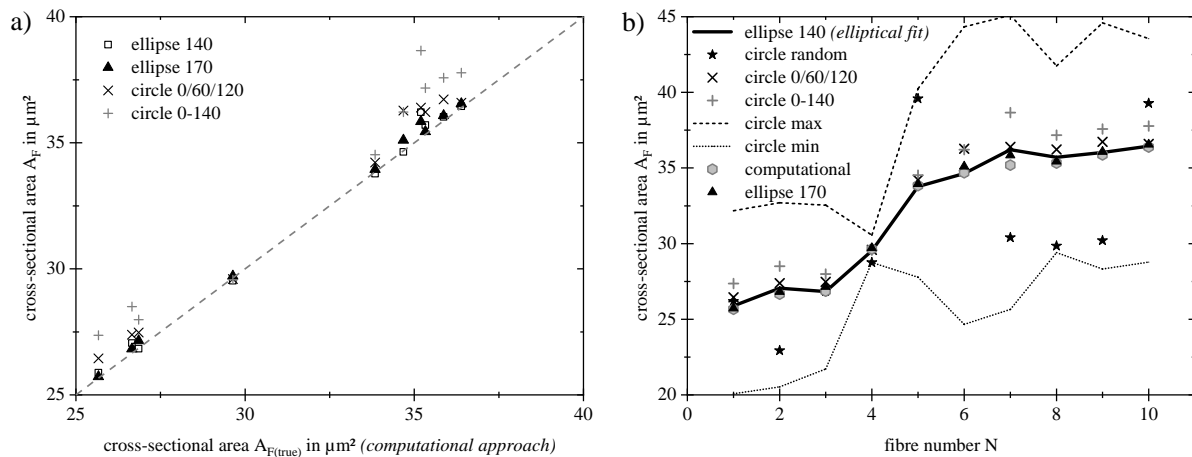 a)
cross-sectional area A_F in µm²
40
35
30
25
ellipse 140
ellipse 170
circle 0/60/120
circle 0-140
25 30 35 40
cross-sectional area A_F(true) in µm² (computational approach)
b)
cross-sectional area A_F in µm²
45
40
35
30
25
20
ellipse 140 (elliptical fit)
circle random
circle 0/60/120
circle 0-140
circle max
circle min
computational
ellipse 170
0 2 4 6 8 10
fibre number N